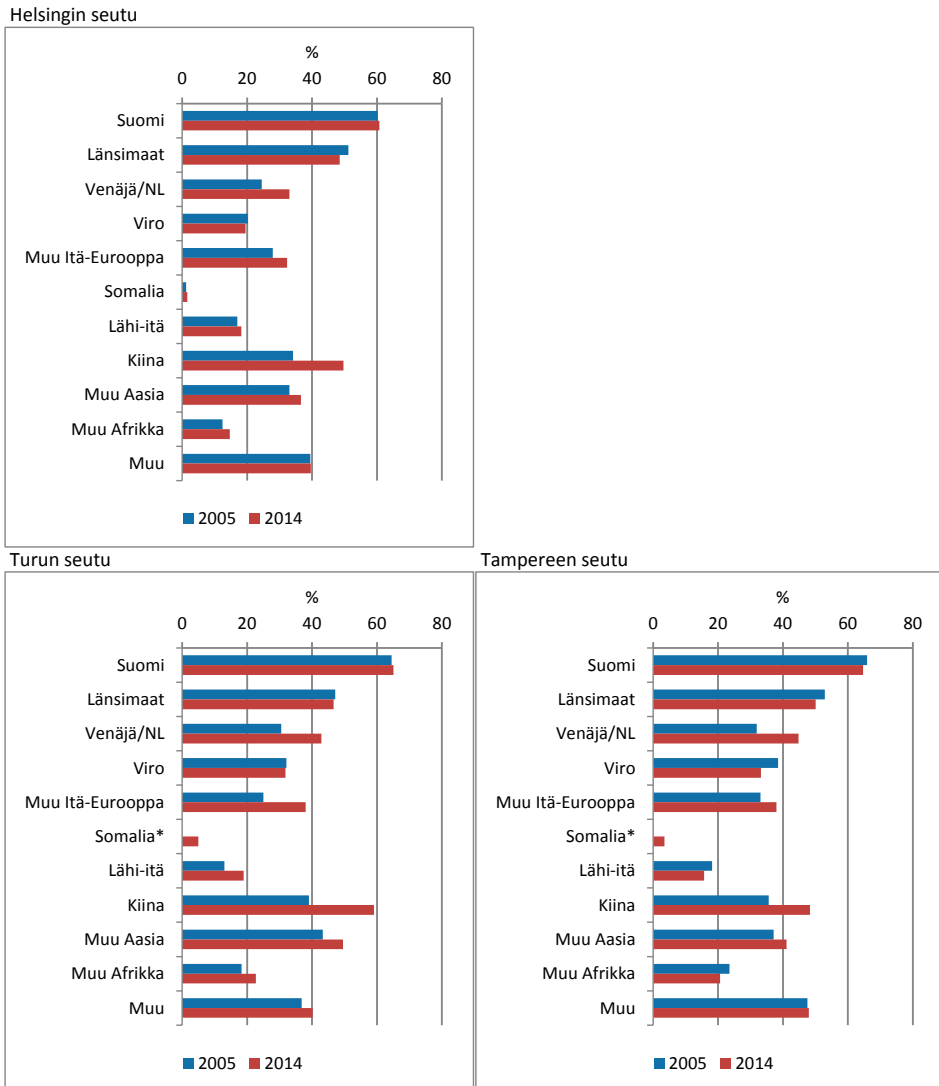 Helsingin seutu
%
0 20 40 60 80
Suomi
Länsimaat
Venäjä/NL
Viro
Muu Itä-Eurooppa
Somalia
Lähi-itä
Kiina
Muu Aasia
Muu Afrikka
Muu
2005 2014
Turun seutu
%
0 20 40 60 80
Suomi
Länsimaat
Venäjä/NL
Viro
Muu Itä-Eurooppa
Somalia*
Lähi-itä
Kiina
Muu Aasia
Muu Afrikka
Muu
2005 2014
Tampereen seutu
%
0 20 40 60 80
Suomi
Länsimaat
Venäjä/NL
Viro
Muu Itä-Eurooppa
Somalia*
Lähi-itä
Kiina
Muu Aasia
Muu Afrikka
Muu
2005 2014